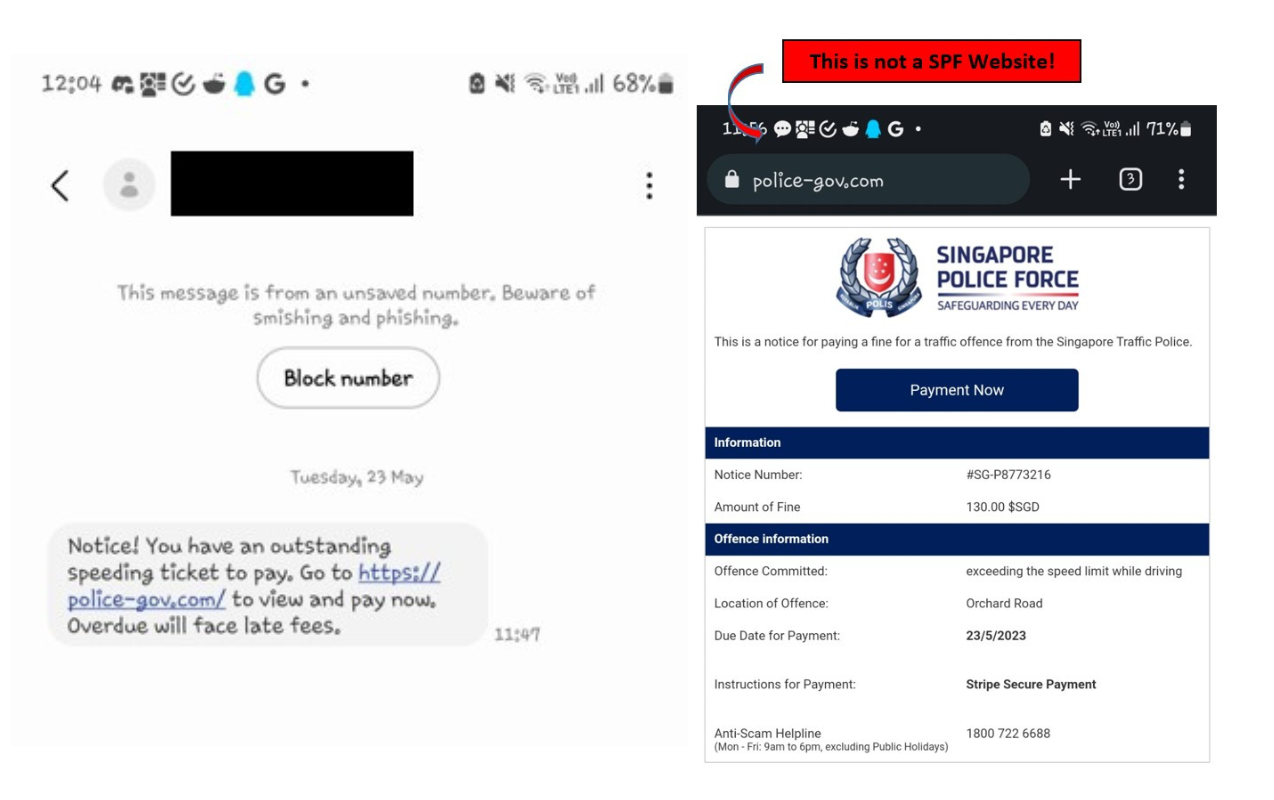 This is not a SPF Website!
12:04
68%
This message is from an unsaved number. Beware of
smishing and phishing.
Block number
Tuesday, 23 May
Notice! You have an outstanding
speeding ticket to pay. Go to https://
police-gov.com/ to view and pay now.
Overdue will face late fees.
11:47
71%
police-gov.com
3
SINGAPORE
POLICE FORCE
SAFEGUARDING EVERY DAY
POLIS
This is a notice for paying a fine for a traffic offence from the Singapore Traffic Police.
Payment Now
Information
Notice Number: #SG-P8773216
Amount of Fine 130.00 $SGD
Offence information
Offence Committed: exceeding the speed limit while driving
Location of Offence: Orchard Road
Due Date for Payment: 23/5/2023
Instructions for Payment: Stripe Secure Payment
Anti-Scam Helpline 1800 722 6688
(Mon - Fri: 9am to 6pm, excluding Public Holidays)